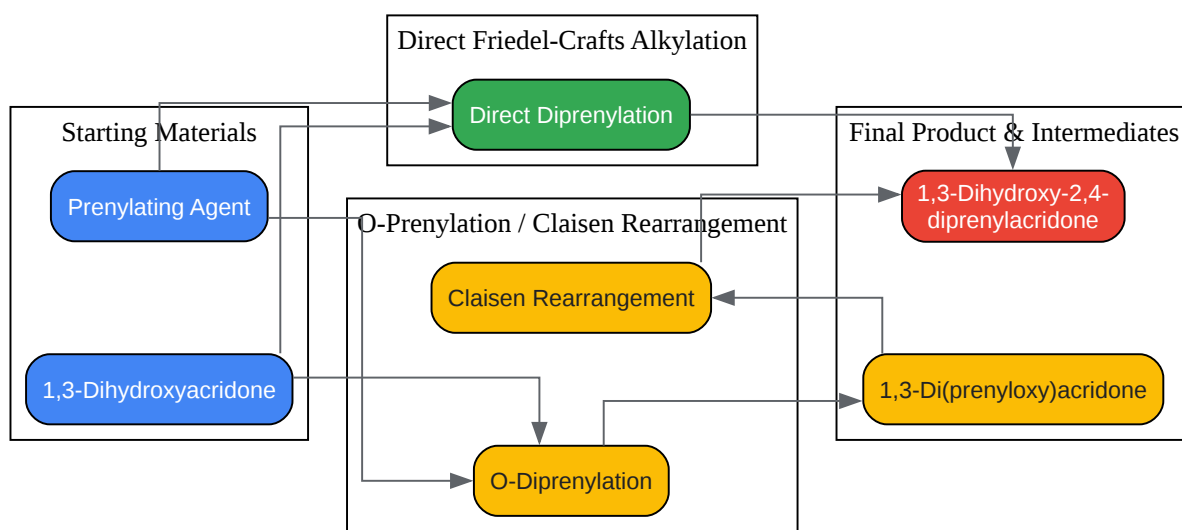 Direct Friedel-Crafts Alkylation
Direct Diprenylation
Starting Materials
Prenylating Agent
1,3-Dihydroxyacridone
O-Prenylation / Claisen Rearrangement
Claisen Rearrangement
O-Diprenylation
Final Product & Intermediates
1,3-Dihydroxy-2,4-
diprenylacridone
1,3-Di(prenyloxy)acridone